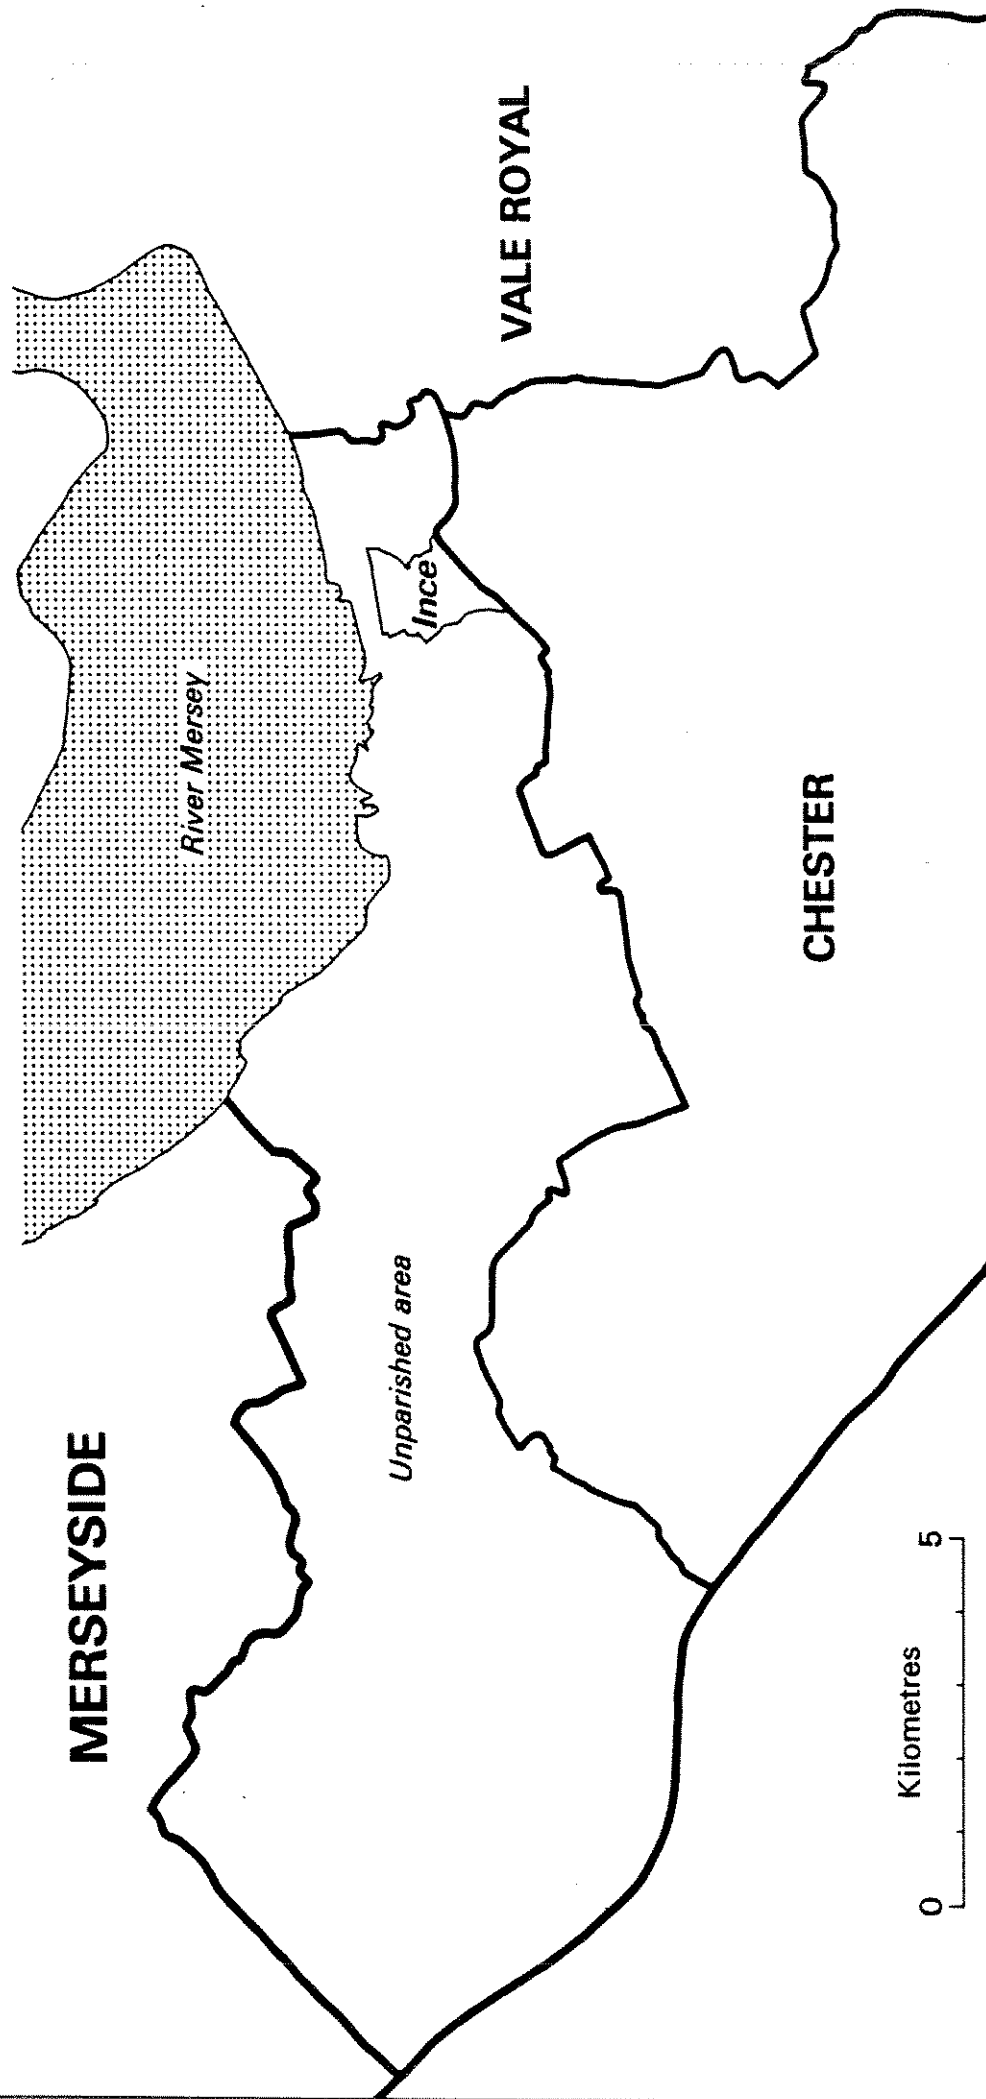 MERSEYSIDE
River Mersey
VALE ROYAL
Ince
Unparished area
CHESTER
Kilometres
0 5